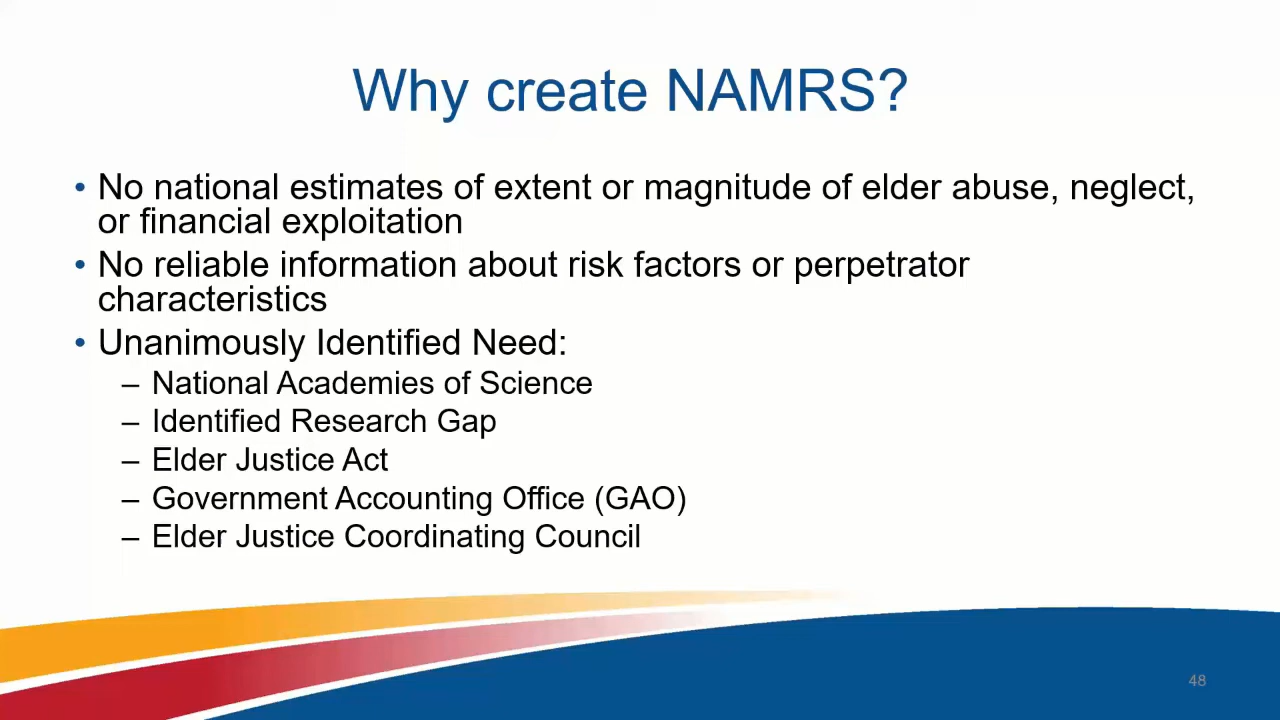 Why create NAMRS?
• No national estimates of extent or magnitude of elder abuse, neglect,
or financial exploitation
• No reliable information about risk factors or perpetrator
characteristics
• Unanimously Identified Need:
– National Academies of Science
– Identified Research Gap
– Elder Justice Act
– Government Accounting Office (GAO)
– Elder Justice Coordinating Council
48